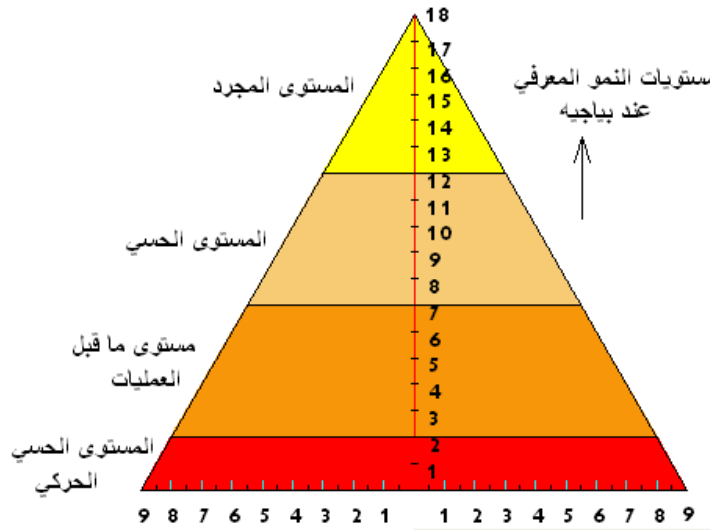 مستويات النمو المعرفي
عند بياجيه
المستوى المجرد
المستوى الحسي
مستوى ما قبل
العمليات
المستوى الحسي
الحركي
18
17
16
15
14
13
12
11
10
9
8
7
6
5
4
3
2
1
9 8 7 6 5 4 3 2 1 1 2 3 4 5 6 7 8 9